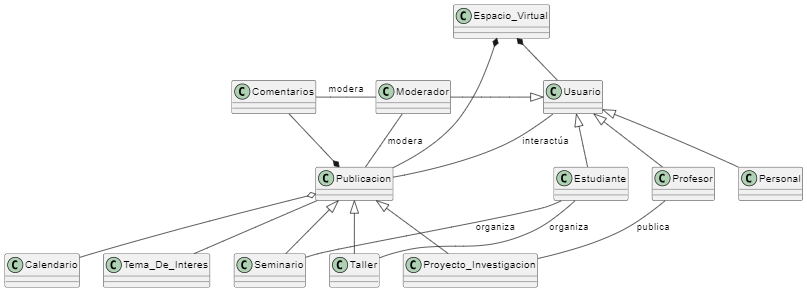 C Espacio_Virtual
C Comentarios
modera
C Moderador
C Usuario
modera
interactúa
C Publicacion
C Estudiante
C Profesor
C Personal
organiza
organiza
publica
C Calendario
C Tema_De_Interes
C Seminario
C Taller
C Proyecto_Investigacion